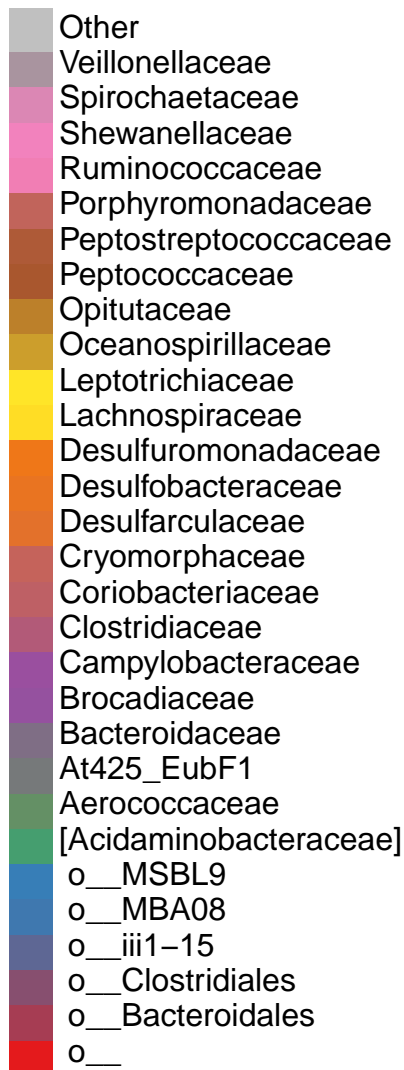 Other
Veillonellaceae
Spirochaetaceae
Shewanellaceae
Ruminococcaceae
Porphyromonadaceae
Peptostreptococcaceae
Peptococcaceae
Opitutaceae
Oceanospirillaceae
Leptotrichiaceae
Lachnospiraceae
Desulfuromonadaceae
Desulfobacteraceae
Desulfarculaceae
Cryomorphaceae
Coriobacteriaceae
Clostridiaceae
Campylobacteraceae
Brocadiaceae
Bacteroidaceae
At425_EubF1
Aerococcaceae
[Acidaminobacteraceae]
o__MSBL9
o__MBA08
o__iii1−15
o__Clostridiales
o__Bacteroidales
o__